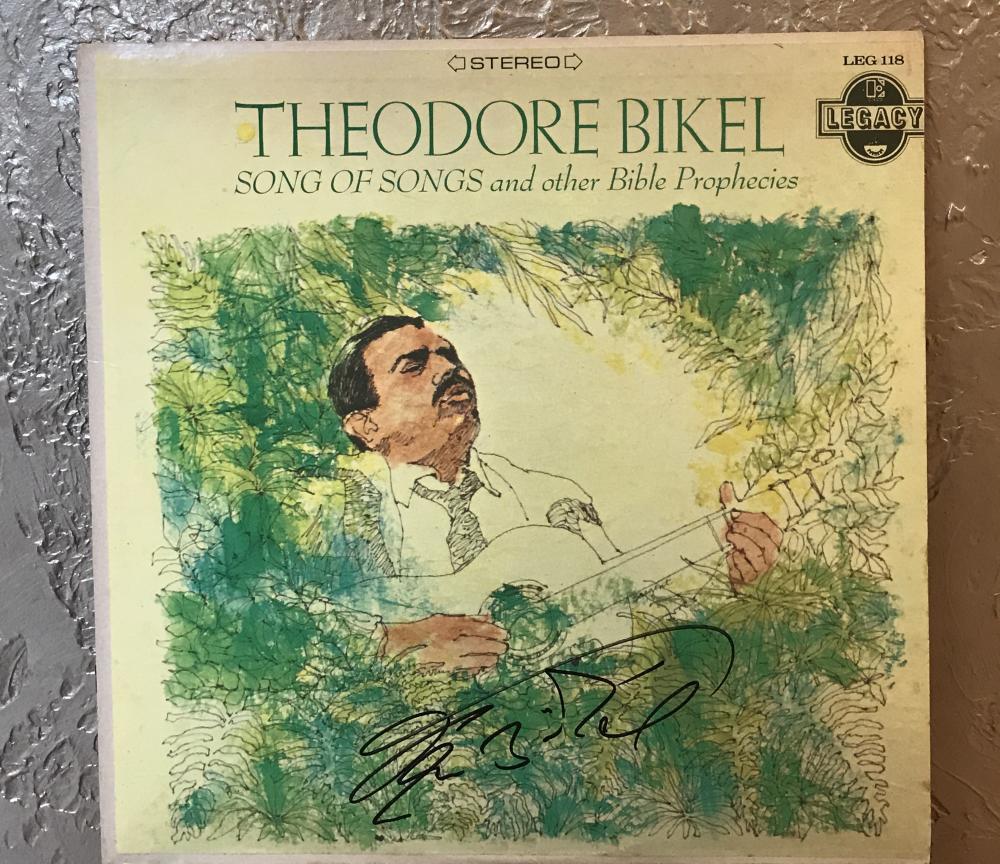 STEREO
LEG 118
LEGACY
THEODORE BIKEL
SONG OF SONGS and other Bible Prophecies